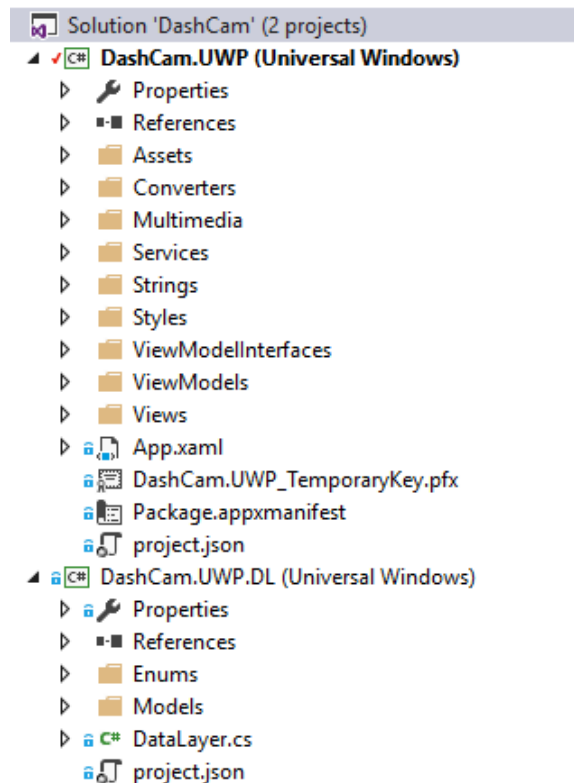 Solution 'DashCam' (2 projects)
C# DashCam.UWP (Universal Windows)
Properties
References
Assets
Converters
Multimedia
Services
Strings
Styles
ViewModelInterfaces
ViewModels
Views
App.xaml
DashCam.UWP_TemporaryKey.pfx
Package.appxmanifest
project.json
C# DashCam.UWP.DL (Universal Windows)
Properties
References
Enums
Models
C# DataLayer.cs
project.json